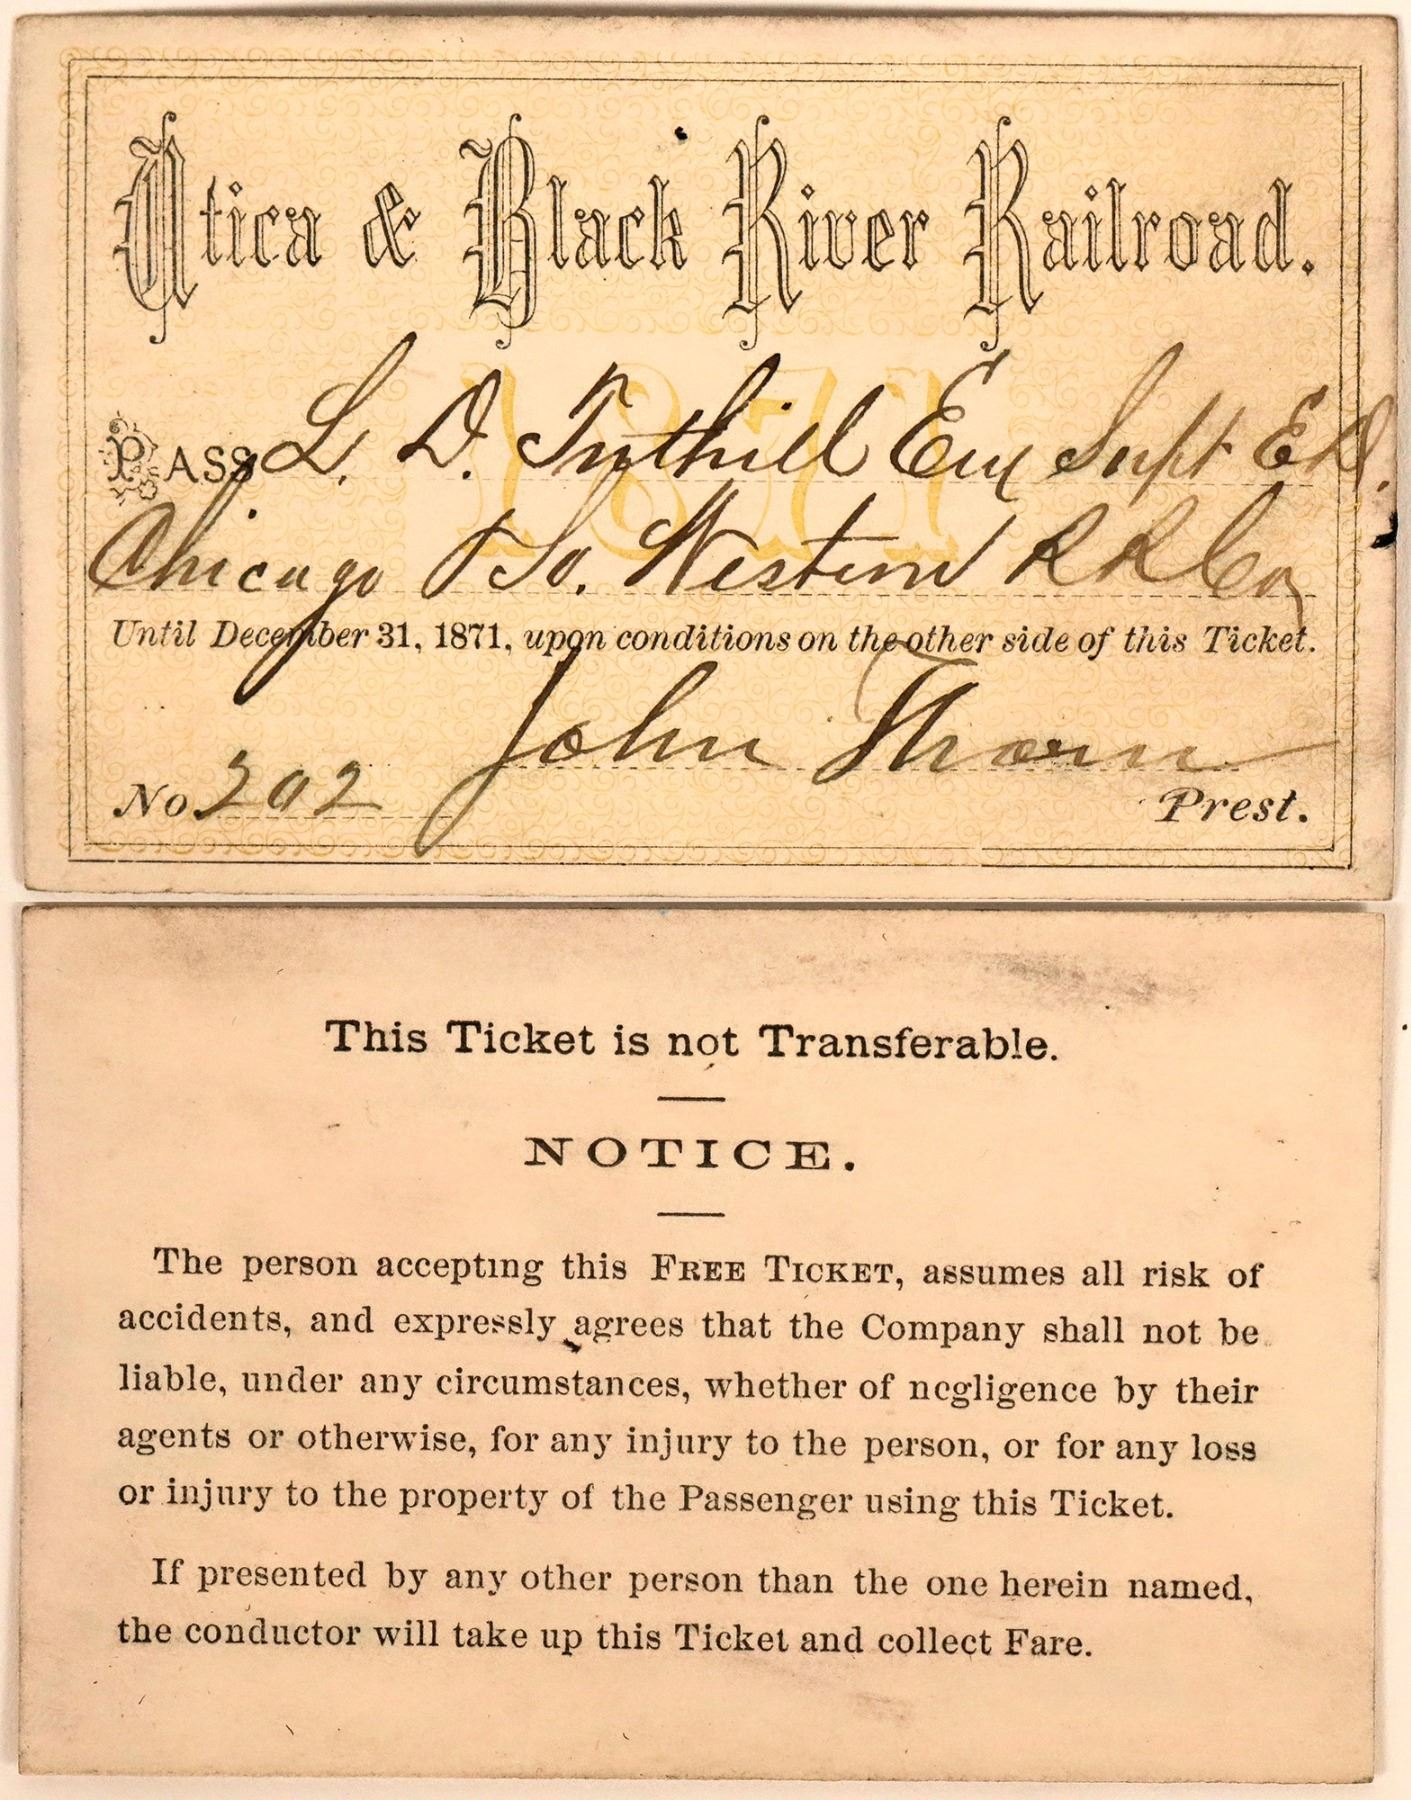 Utica & Black River Railroad.
1871
PASS L. D. Tuthill Esq Supt E.D.
Chicago & So. Western RR Co
Until December 31, 1871, upon conditions on the other side of this Ticket.
John Thorn
No 202
Prest.
This Ticket is not Transferable.
NOTICE.
The person accepting this FREE TICKET, assumes all risk of
accidents, and expressly agrees that the Company shall not be
liable, under any circumstances, whether of negligence by their
agents or otherwise, for any injury to the person, or for any loss
or injury to the property of the Passenger using this Ticket.
If presented by any other person than the one herein named,
the conductor will take up this Ticket and collect Fare.